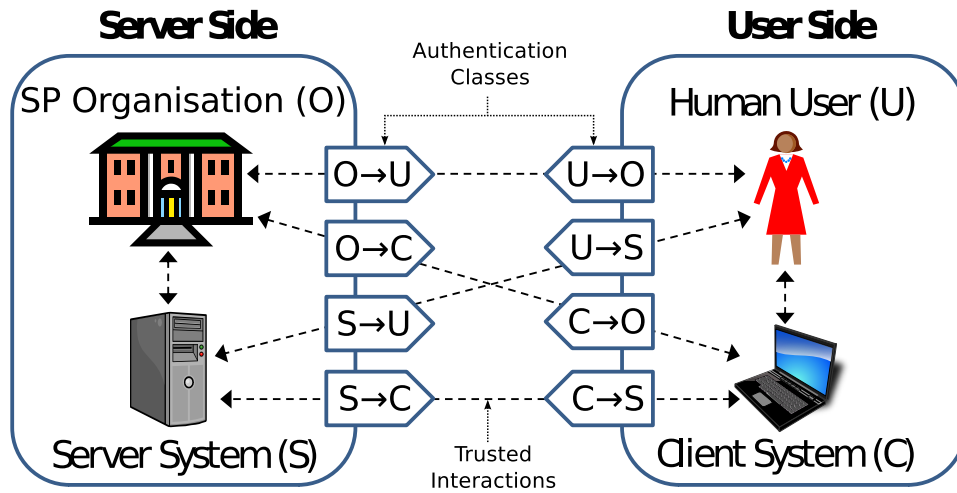 Server Side
User Side
Authentication
Classes
SP Organisation (O)
Human User (U)
O→U
U→O
O→C
U→S
S→U
C→O
S→C
C→S
Server System (S)
Trusted
Interactions
Client System (C)